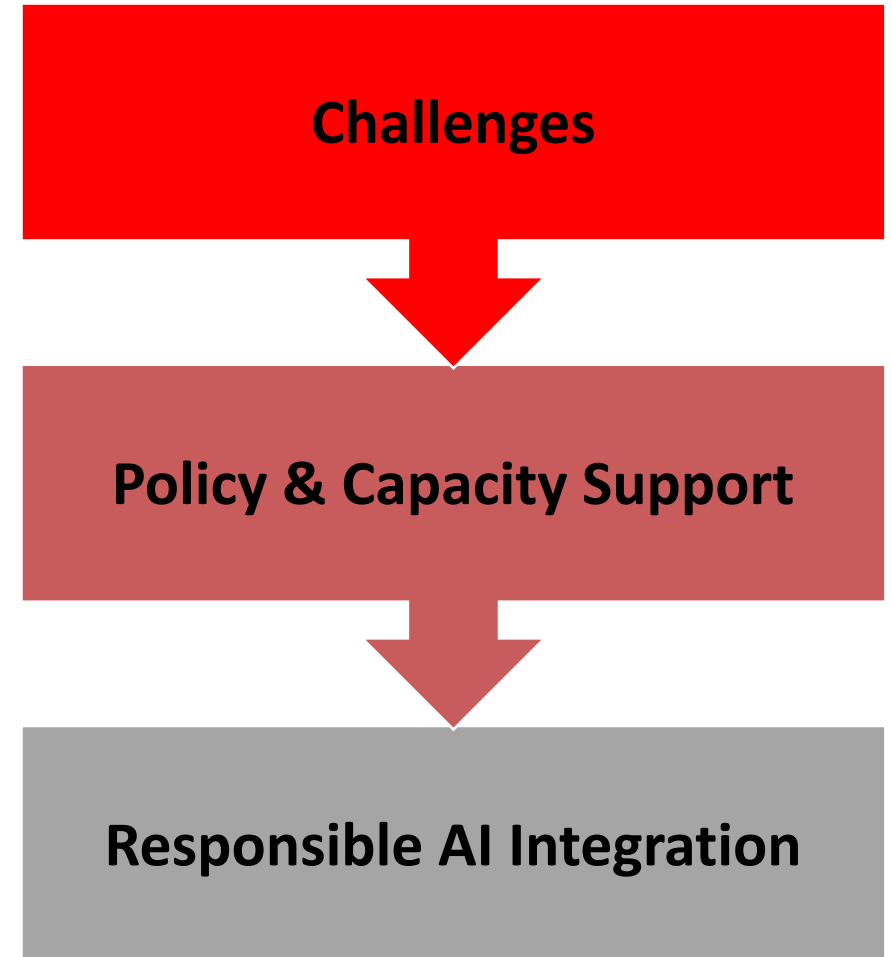 Challenges
Policy & Capacity Support
Responsible AI Integration